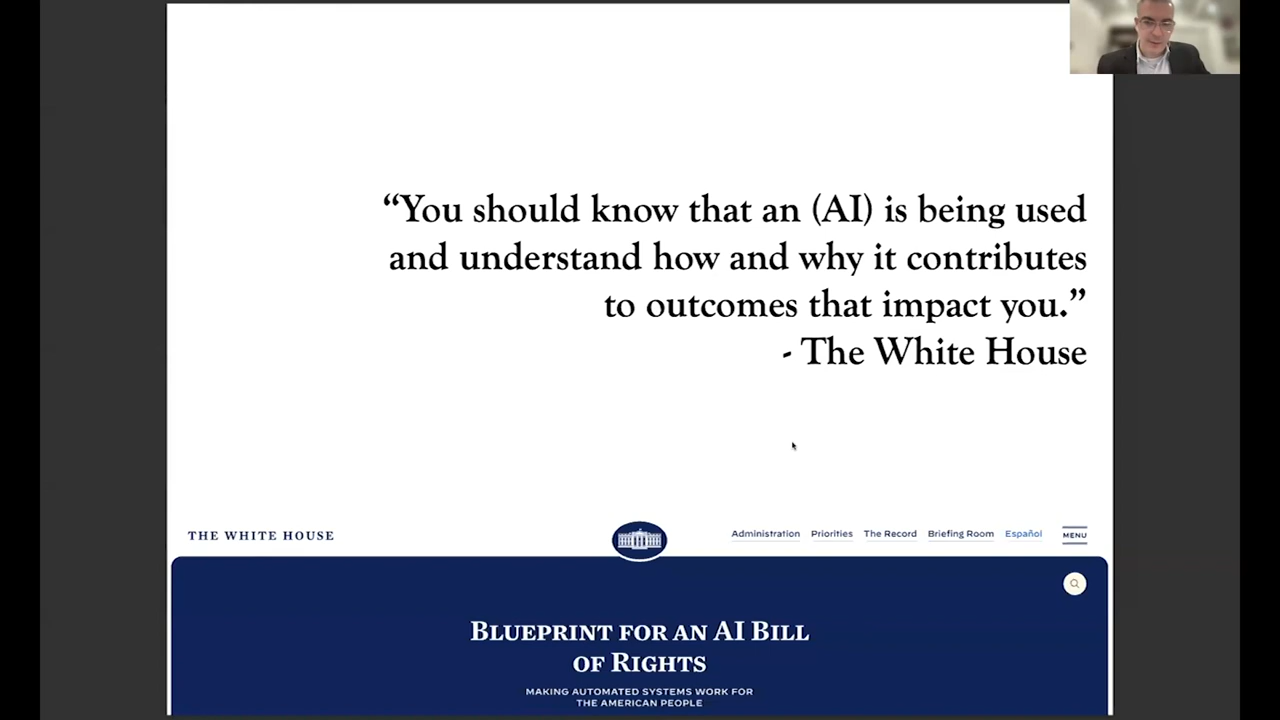 “You should know that an (AI) is being used
and understand how and why it contributes
to outcomes that impact you.”
- The White House
THE WHITE HOUSE
Administration
Priorities
The Record
Briefing Room
Español
MENU
BLUEPRINT FOR AN AI BILL
OF RIGHTS
MAKING AUTOMATED SYSTEMS WORK FOR
THE AMERICAN PEOPLE